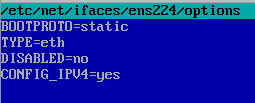 /etc/net/ifaces/ens224/options
BOOTPROTO=static
TYPE=eth
DISABLED=no
CONFIG_IPV4=yes